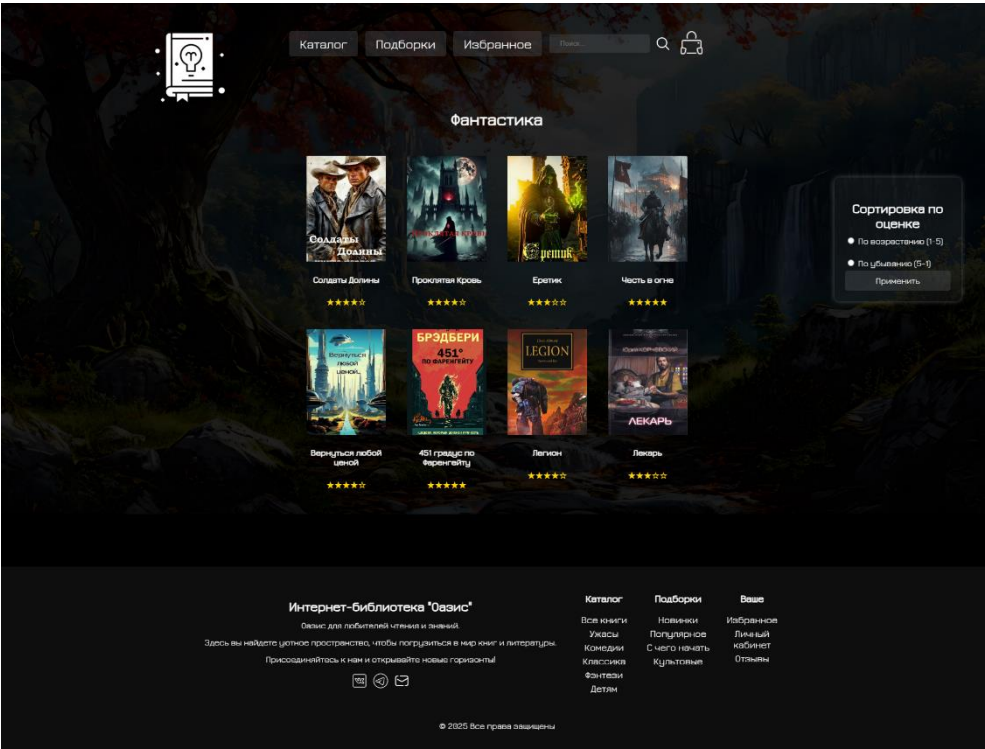 Каталог Подборки Избранное Поиск...
Фантастика
Солдаты
Долины
ПРОКЛЯТАЯ КРОВЬ
Еретик
Солдаты Долины Проклятая Кровь Еретик Честь в огне
★★★★☆ ★★★★☆ ★★★☆☆ ★★★★★
Сортировка по
оценке
По возрастанию (1-5)
По убыванию (5-1)
Применить
Вернуться
любой
ценой...
БРЭДБЕРИ
451°
ПО ФАРЕНГЕЙТУ
LEGION
ЮРИЙ КОРЧЕВСКИЙ
ЛЕКАРЬ
Вернуться любой
ценой
451 градус по
Фаренгейту
Легион Лекарь
★★★★☆ ★★★★★ ★★★★☆ ★★★☆☆
Интернет-библиотека "Оазис"
Оазис для любителей чтения и знаний.
Здесь вы найдете уютное пространство, чтобы погрузиться в мир книг и литературы.
Присоединяйтесь к нам и открывайте новые горизонты!
Каталог
Все книги
Ужасы
Комедии
Классика
Фэнтези
Детям
Подборки
Новинки
Популярное
С чего начать
Культовые
Ваше
Избранное
Личный
кабинет
Отзывы
© 2025 Все права защищены